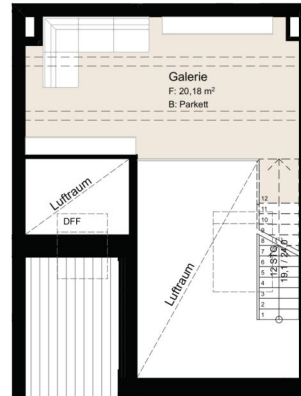 Galerie
F: 20,18 m²
B: Parkett
Luftraum
DFF
Luftraum
12
11
10
9
8
7
6
5
4
3
2
1
12 STG
19,1 / 24,0